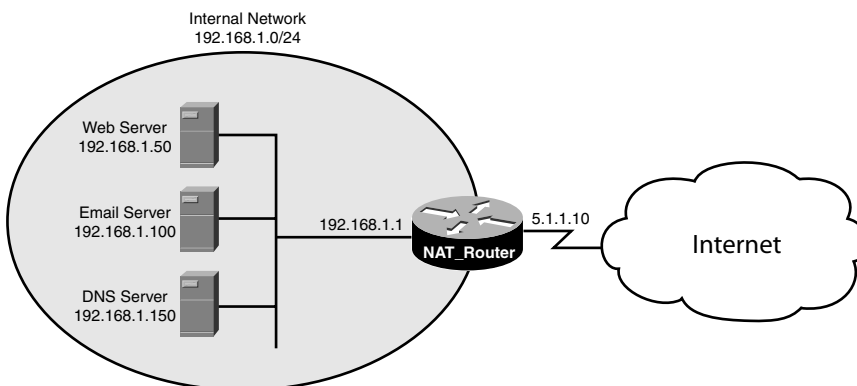 Internal Network
192.168.1.0/24
Web Server
192.168.1.50
Email Server
192.168.1.100
DNS Server
192.168.1.150
192.168.1.1
NAT_Router
5.1.1.10
Internet